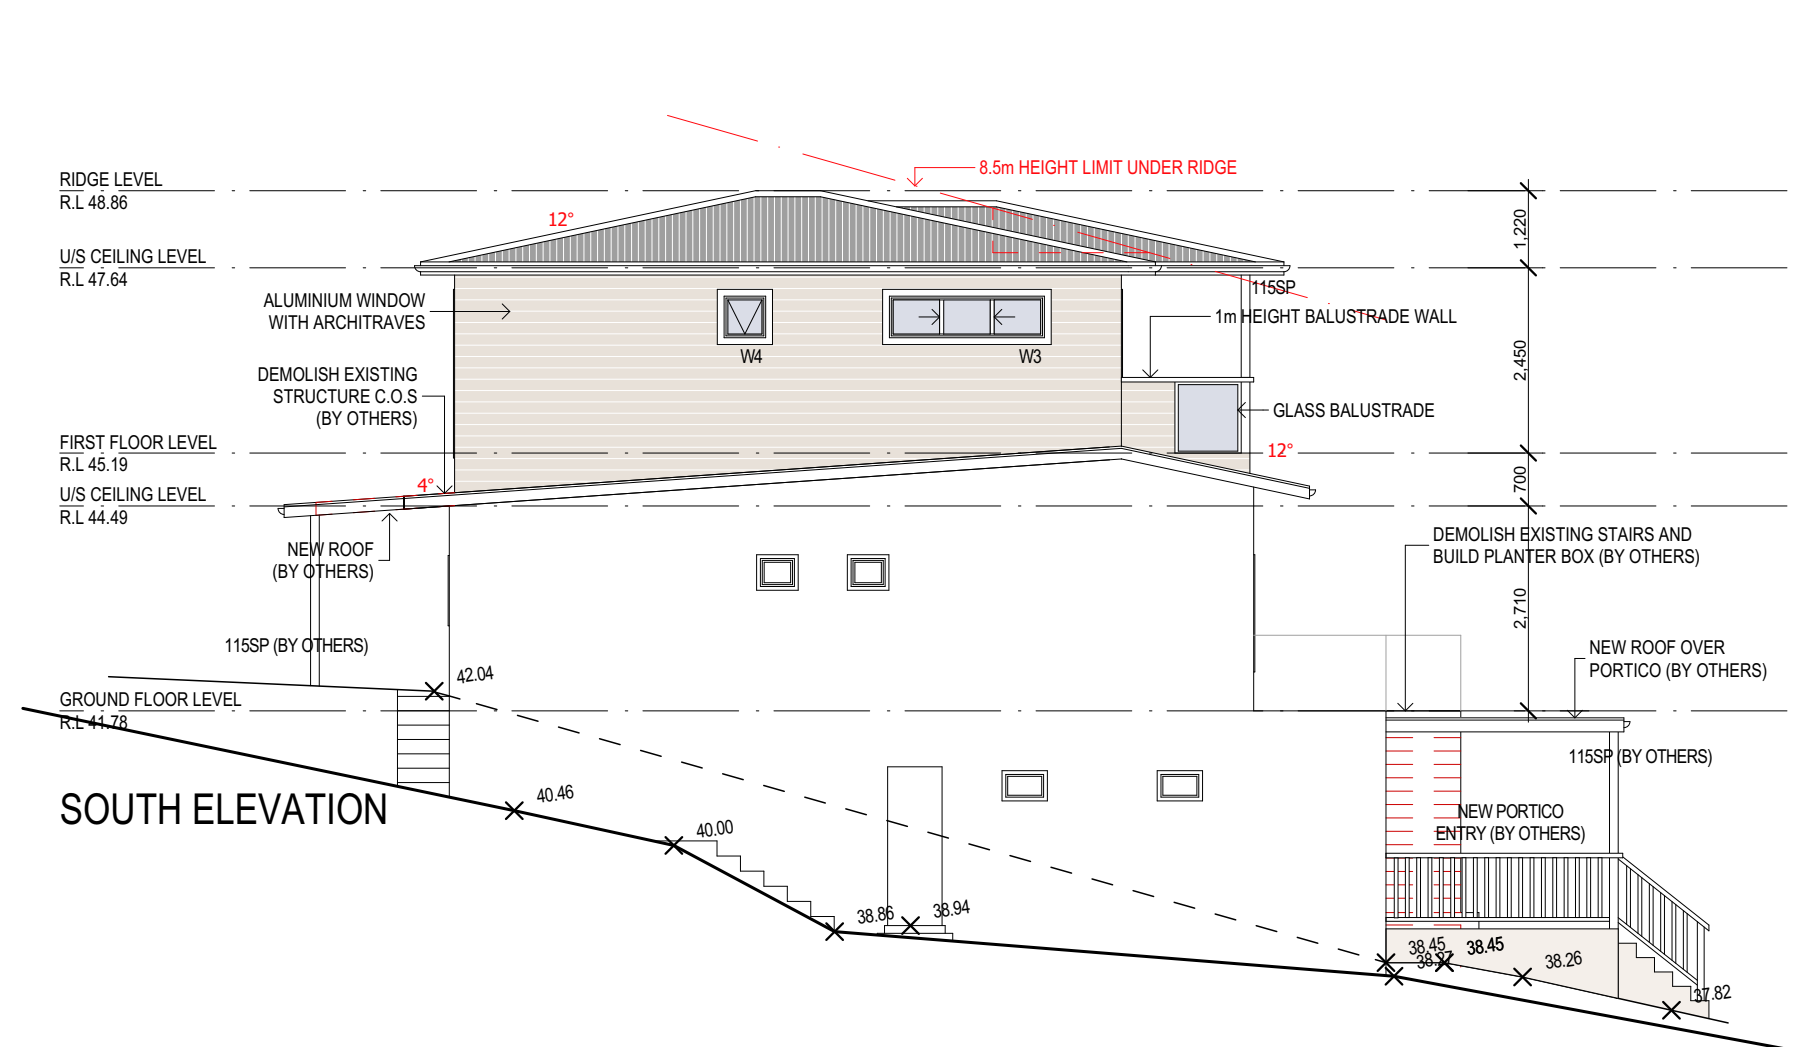 8.5m HEIGHT LIMIT UNDER RIDGE
RIDGE LEVEL
R.L 48.86
12°
1,220
U/S CEILING LEVEL
R.L 47.64
115SP
ALUMINIUM WINDOW
WITH ARCHITRAVES
1m HEIGHT BALUSTRADE WALL
W4
W3
2,450
DEMOLISH EXISTING
STRUCTURE C.O.S
(BY OTHERS)
GLASS BALUSTRADE
FIRST FLOOR LEVEL
R.L 45.19
12°
4°
700
U/S CEILING LEVEL
R.L 44.49
NEW ROOF
(BY OTHERS)
DEMOLISH EXISTING STAIRS AND
BUILD PLANTER BOX (BY OTHERS)
2,710
115SP (BY OTHERS)
NEW ROOF OVER
PORTICO (BY OTHERS)
42.04
GROUND FLOOR LEVEL
R.L 41.78
115SP (BY OTHERS)
SOUTH ELEVATION
40.46
40.00
NEW PORTICO
ENTRY (BY OTHERS)
38.86
38.94
38.45
38.45
38.27
38.26
37.82